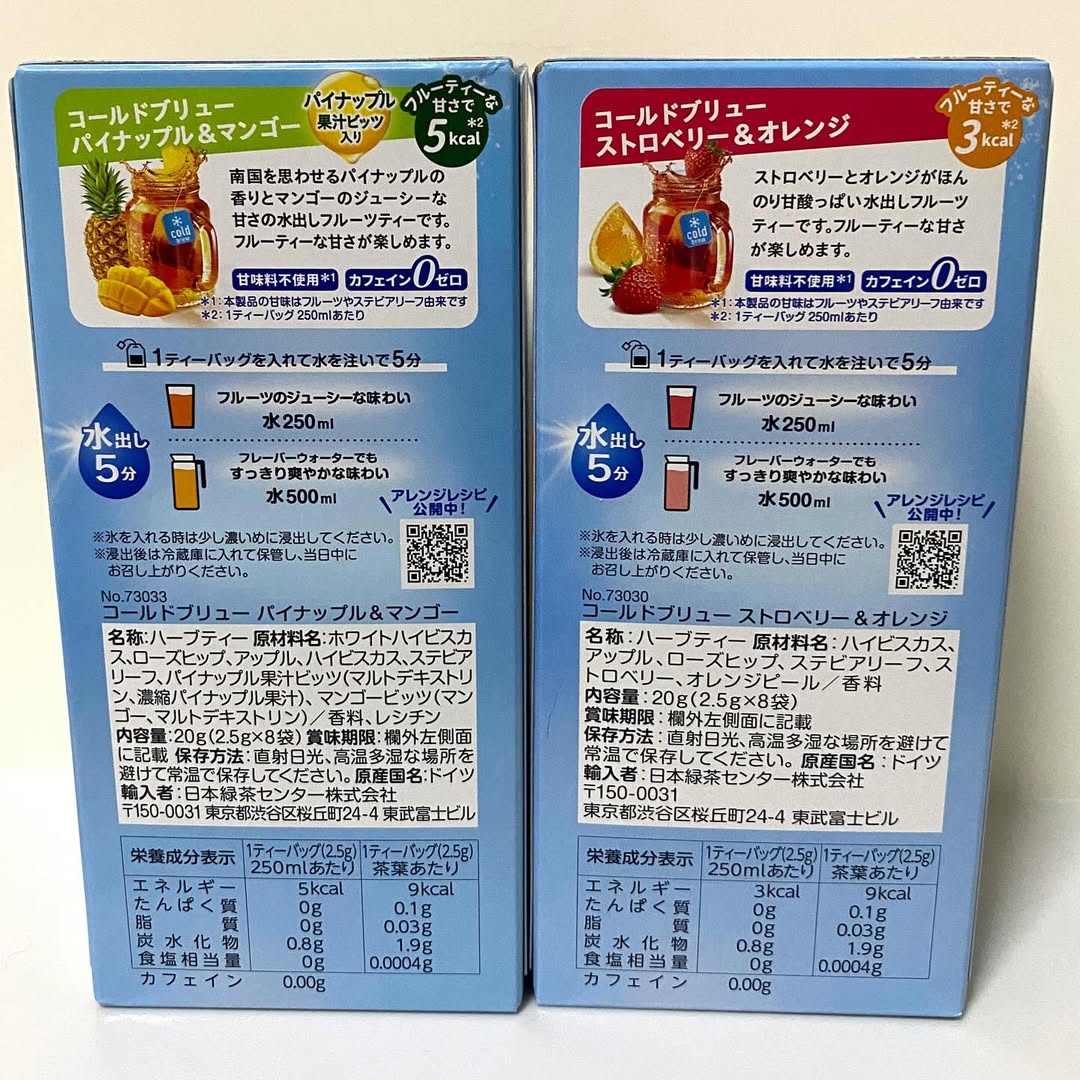 コールドブリュー
パイナップル&マンゴー
パイナップル
果汁ビッツ
入り
フルーティーな
甘さで
5kcal※2
南国を思わせるパイナップルの
香りとマンゴーのジューシーな
甘さの水出しフルーツティーです。
フルーティーな甘さが楽しめます。
cold
brew
甘味料不使用*1 カフェイン0ゼロ
*1:本製品の甘味はフルーツやステビアリーフ由来です
*2:1ティーバッグ250mlあたり
1ティーバッグを入れて水を注いで5分
水出し
5分
フルーツのジューシーな味わい
水250ml
フレーバーウォーターでも
すっきり爽やかな味わい
水500ml
アレンジレシピ
公開中!
※氷を入れる時は少し濃いめに浸出してください。
※浸出後は冷蔵庫に入れて保管し、当日中に
お召し上がりください。
No.73033
コールドブリュー パイナップル&マンゴー
名称:ハーブティー 原材料名:ホワイトハイビスカ
ス、ローズヒップ、アップル、ハイビスカス、ステビア
リーフ、パイナップル果汁ビッツ(マルトデキストリ
ン、濃縮パイナップル果汁)、マンゴービッツ(マン
ゴー、マルトデキストリン)/香料、レシチン
内容量:20g(2.5g×8袋) 賞味期限:欄外左側面
に記載 保存方法:直射日光、高温多湿な場所を
避けて常温で保存してください。 原産国名:ドイツ
輸入者:日本緑茶センター株式会社
〒150-0031 東京都渋谷区桜丘町24-4 東武富士ビル
栄養成分表示 1ティーバッグ(2.5g) 1ティーバッグ(2.5g)
250mlあたり 茶葉あたり
エネルギー 5kcal 9kcal
たんぱく質 0g 0.1g
脂質 0g 0.03g
炭水化物 0.8g 1.9g
食塩相当量 0g 0.0004g
カフェイン 0.00g
コールドブリュー
ストロベリー&オレンジ
フルーティーな
甘さで
3kcal※2
ストロベリーとオレンジがほん
のり甘酸っぱい水出しフルーツ
ティーです。フルーティーな甘さ
が楽しめます。
cold
brew
甘味料不使用*1 カフェイン0ゼロ
*1:本製品の甘味はフルーツやステビアリーフ由来です
*2:1ティーバッグ250mlあたり
1ティーバッグを入れて水を注いで5分
水出し
5分
フルーツのジューシーな味わい
水250ml
フレーバーウォーターでも
すっきり爽やかな味わい
水500ml
アレンジレシピ
公開中!
※氷を入れる時は少し濃いめに浸出してください。
※浸出後は冷蔵庫に入れて保管し、当日中に
お召し上がりください。
No.73030
コールドブリュー ストロベリー&オレンジ
名称:ハーブティー 原材料名:ハイビスカス、
アップル、ローズヒップ、ステビアリーフ、ス
トロベリー、オレンジピール/香料
内容量:20g(2.5g×8袋)
賞味期限:欄外左側面に記載
保存方法:直射日光、高温多湿な場所を避けて
常温で保存してください。 原産国名:ドイツ
輸入者:日本緑茶センター株式会社
〒150-0031
東京都渋谷区桜丘町24-4 東武富士ビル
栄養成分表示 1ティーバッグ(2.5g) 1ティーバッグ(2.5g)
250mlあたり 茶葉あたり
エネルギー 3kcal 9kcal
たんぱく質 0g 0.1g
脂質 0g 0.03g
炭水化物 0.8g 1.9g
食塩相当量 0g 0.0004g
カフェイン 0.00g